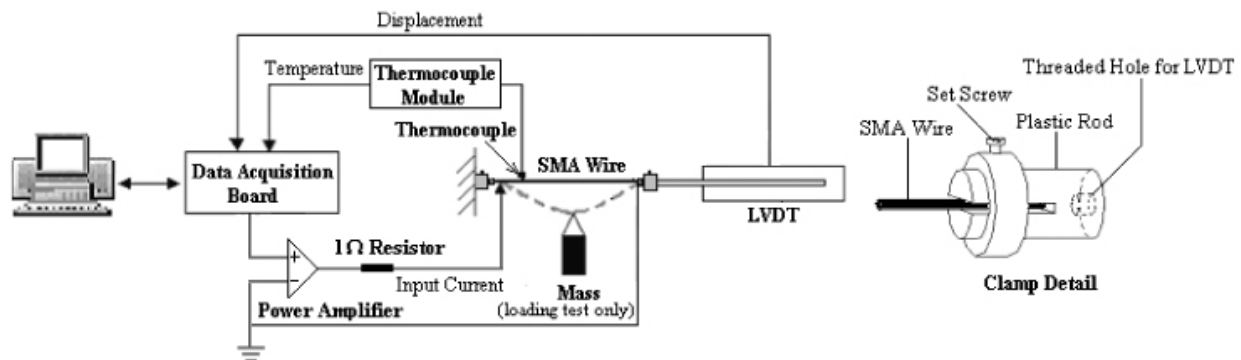 Displacement
Temperature
Thermocouple
Module
Thermocouple
SMA Wire
Data Acquisition
Board
LVDT
+
−
1Ω Resistor
Input Current
Mass
(loading test only)
Power Amplifier
Threaded Hole for LVDT
Set Screw
SMA Wire
Plastic Rod
Clamp Detail